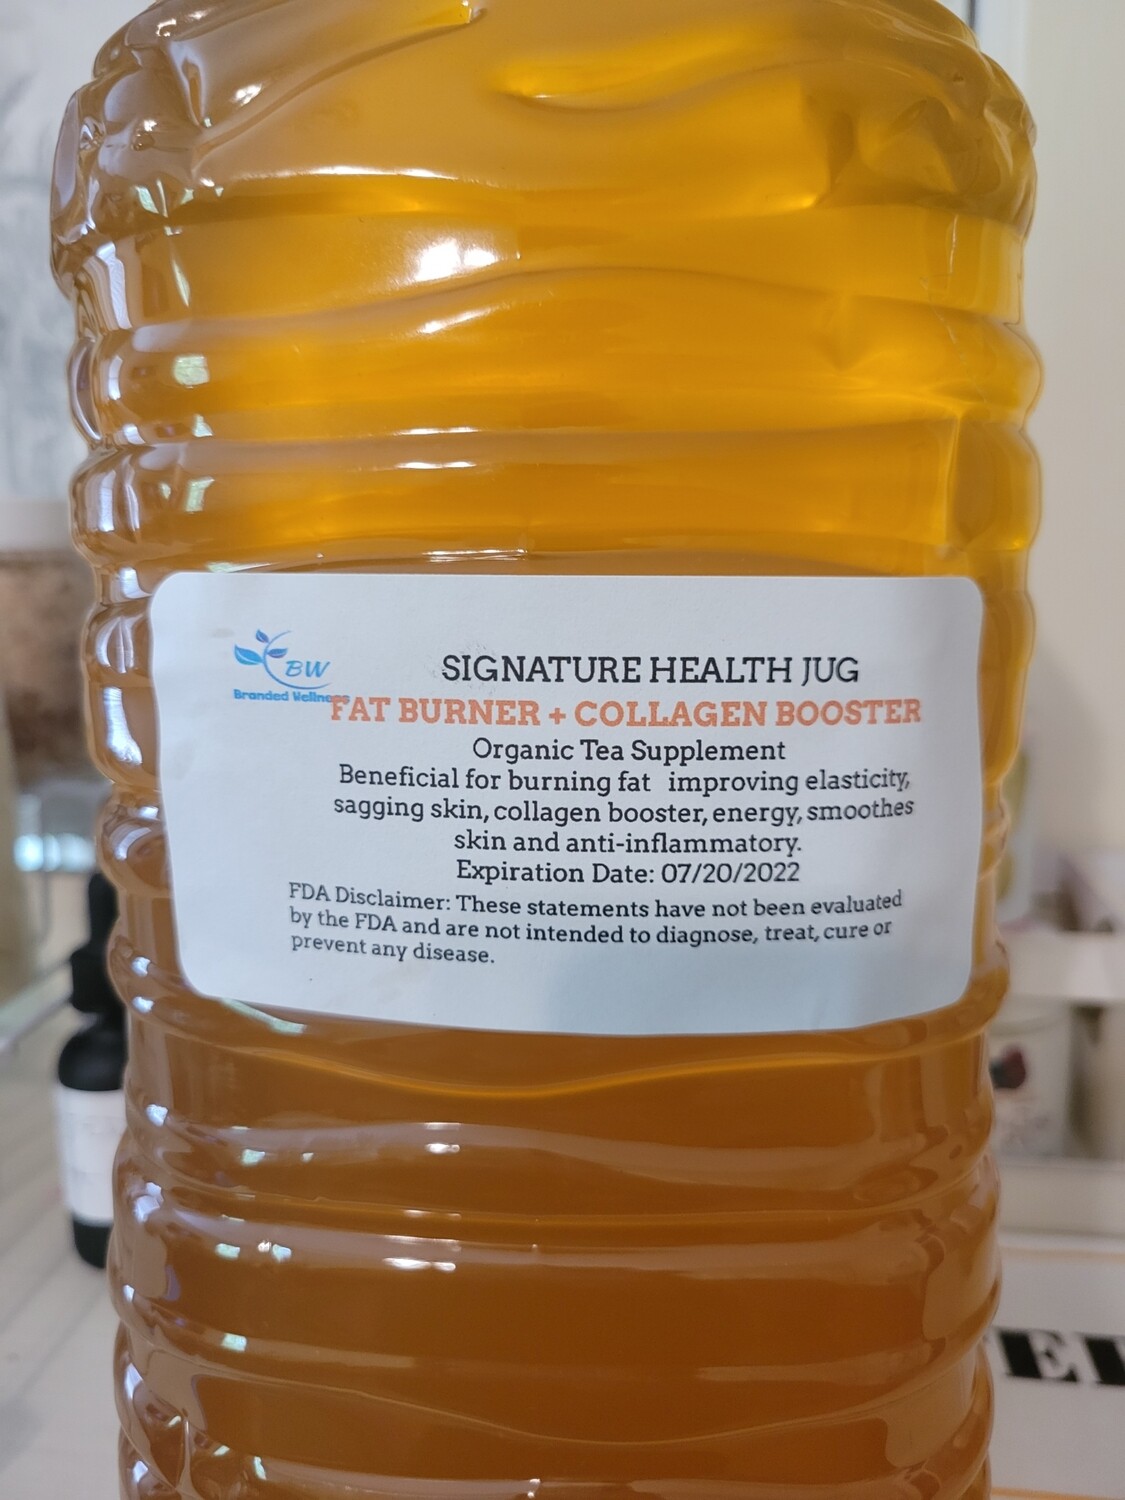 BW
Branded Wellness
SIGNATURE HEALTH JUG
FAT BURNER + COLLAGEN BOOSTER
Organic Tea Supplement
Beneficial for burning fat improving elasticity,
sagging skin, collagen booster, energy, smoothes
skin and anti-inflammatory.
Expiration Date: 07/20/2022
FDA Disclaimer: These statements have not been evaluated
by the FDA and are not intended to diagnose, treat, cure or
prevent any disease.